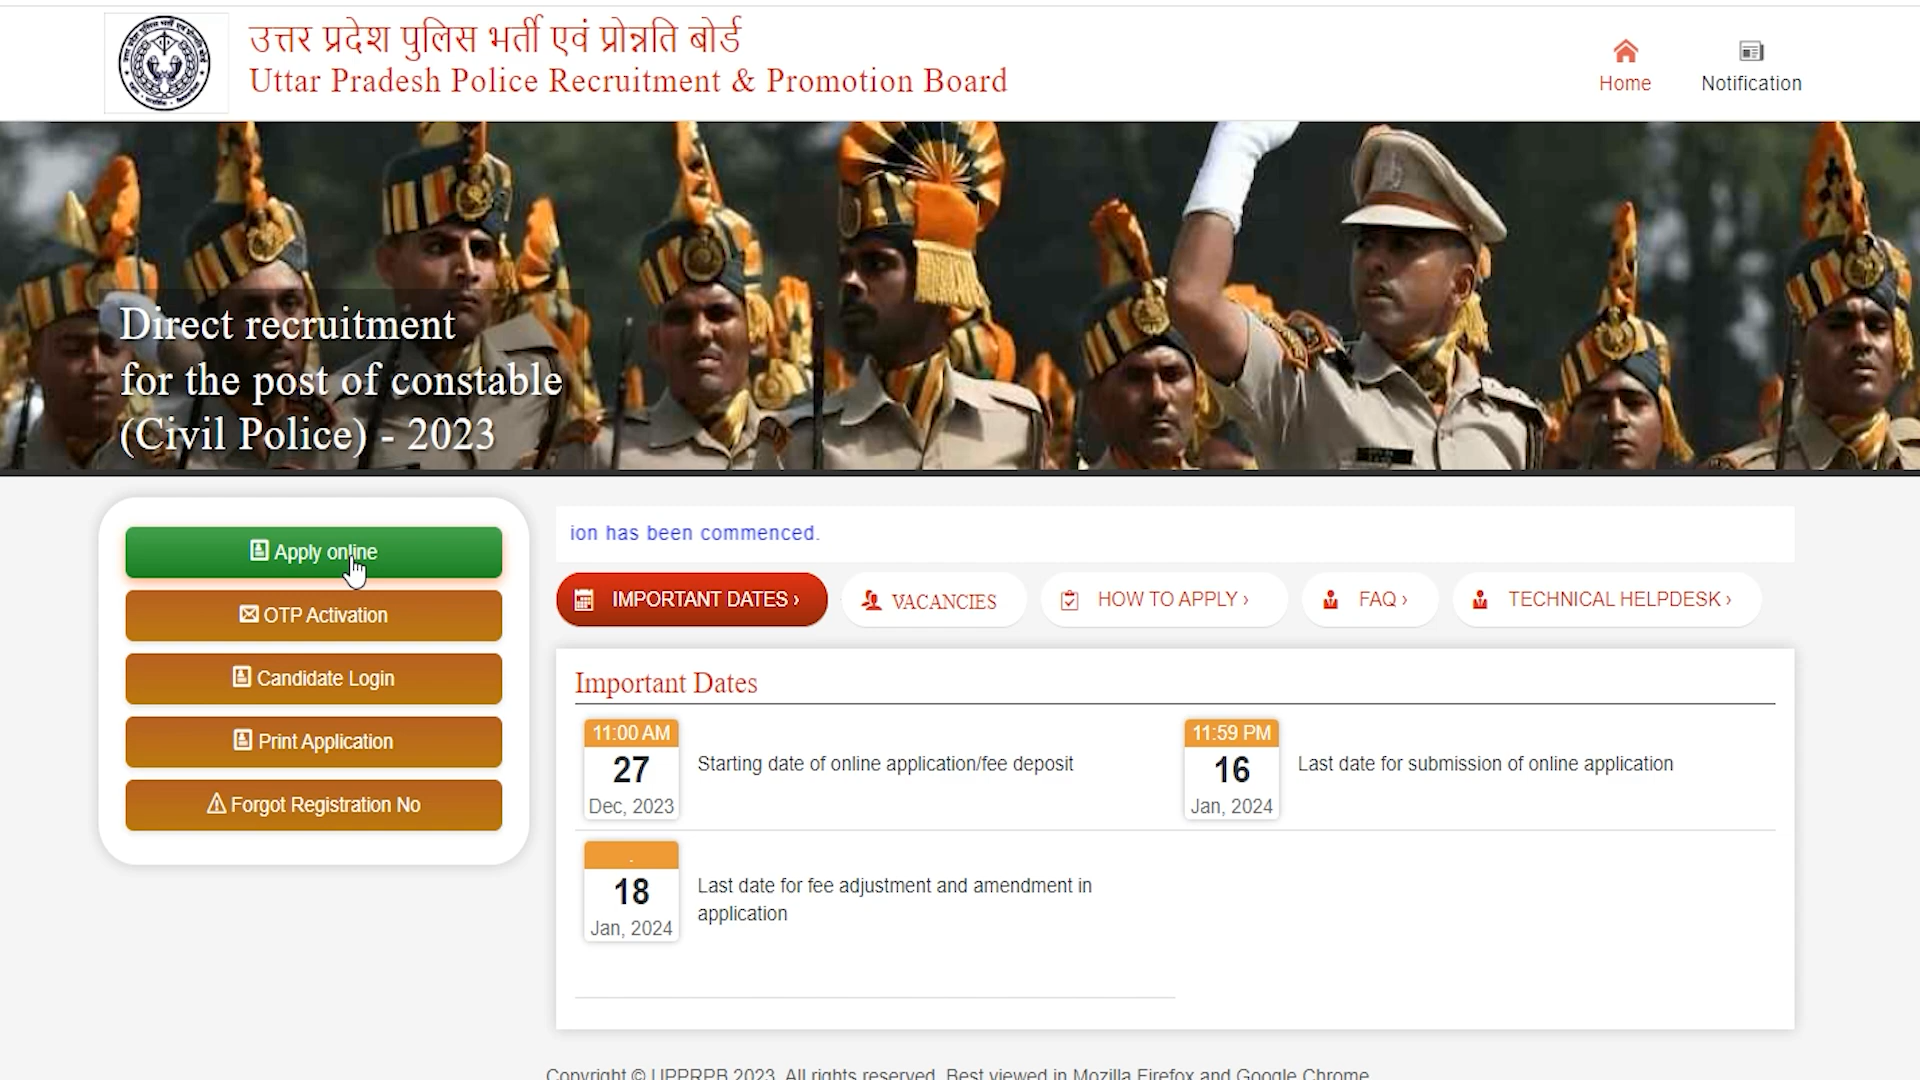 उत्तर प्रदेश पुलिस भर्ती एवं प्रोन्नति बोर्ड
Uttar Pradesh Police Recruitment & Promotion Board
Home
Notification
Direct recruitment
for the post of constable
(Civil Police) - 2023
Apply online
OTP Activation
Candidate Login
Print Application
Forgot Registration No
ion has been commenced.
IMPORTANT DATES ›
VACANCIES
HOW TO APPLY ›
FAQ ›
TECHNICAL HELPDESK ›
Important Dates
11:00 AM
27
Dec, 2023
Starting date of online application/fee deposit
11:59 PM
16
Jan, 2024
Last date for submission of online application
.
18
Jan, 2024
Last date for fee adjustment and amendment in
application
Copyright © UPPRPB 2023. All rights reserved. Best viewed in Mozilla Firefox and Google Chrome